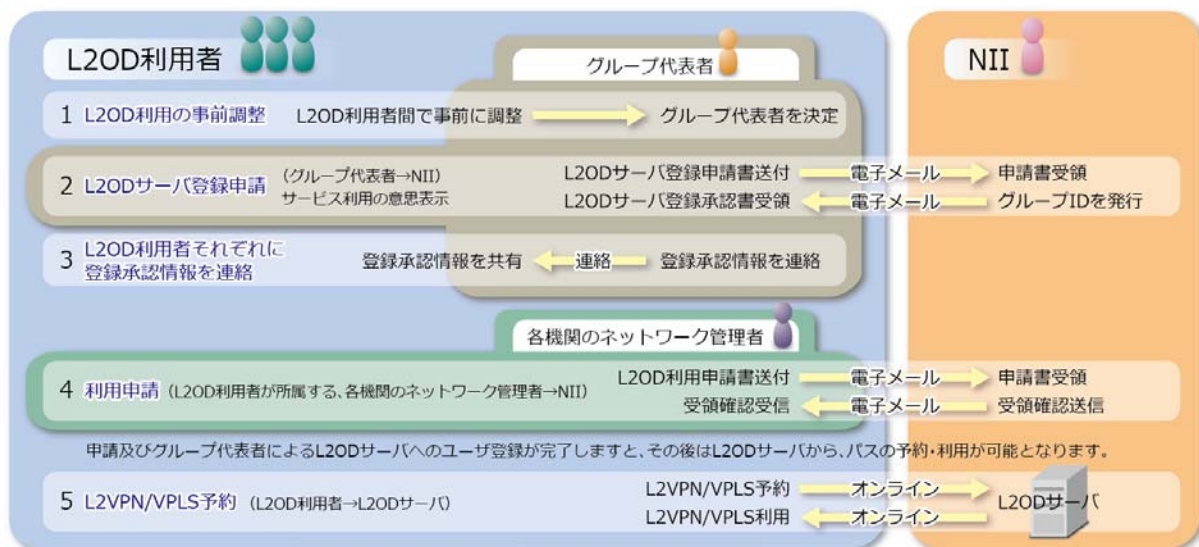 L2OD利用者
グループ代表者
NII
1 L2OD利用の事前調整 L2OD利用者間で事前に調整 グループ代表者を決定
2 L2ODサーバ登録申請 (グループ代表者→NII) サービス利用の意思表示
L2ODサーバ登録申請書送付 電子メール 申請書受領
L2ODサーバ登録承認書受領 電子メール グループIDを発行
3 L2OD利用者それぞれに
登録承認情報を連絡
登録承認情報を共有 連絡 登録承認情報を連絡
各機関のネットワーク管理者
4 利用申請 (L2OD利用者が所属する、各機関のネットワーク管理者→NII)
L2OD利用申請書送付 電子メール 申請書受領
受領確認受信 電子メール 受領確認送信
申請及びグループ代表者によるL2ODサーバへのユーザ登録が完了しますと、その後はL2ODサーバから、パスの予約・利用が可能となります。
5 L2VPN/VPLS予約 (L2OD利用者→L2ODサーバ)
L2VPN/VPLS予約 オンライン
L2VPN/VPLS利用 オンライン
L2ODサーバ